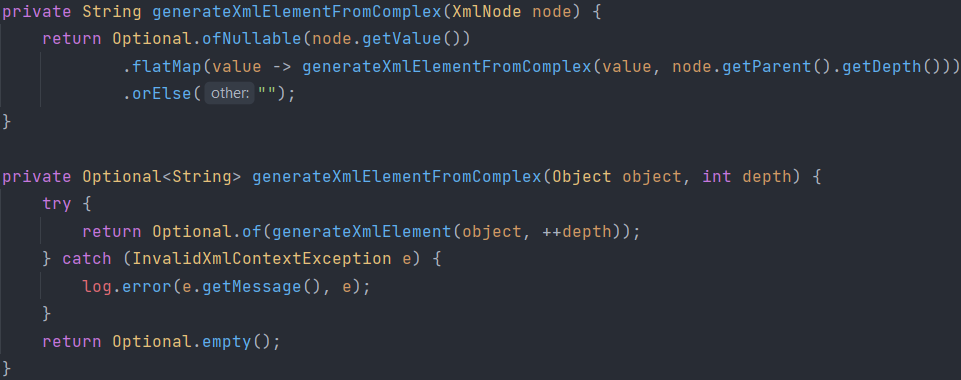 private String generateXmlElementFromComplex(XmlNode node) {
    return Optional.ofNullable(node.getValue())
            .flatMap(value -> generateXmlElementFromComplex(value, node.getParent().getDepth()))
            .orElse( other: "");
}

private Optional<String> generateXmlElementFromComplex(Object object, int depth) {
    try {
        return Optional.of(generateXmlElement(object, ++depth));
    } catch (InvalidXmlContextException e) {
        log.error(e.getMessage(), e);
    }
    return Optional.empty();
}